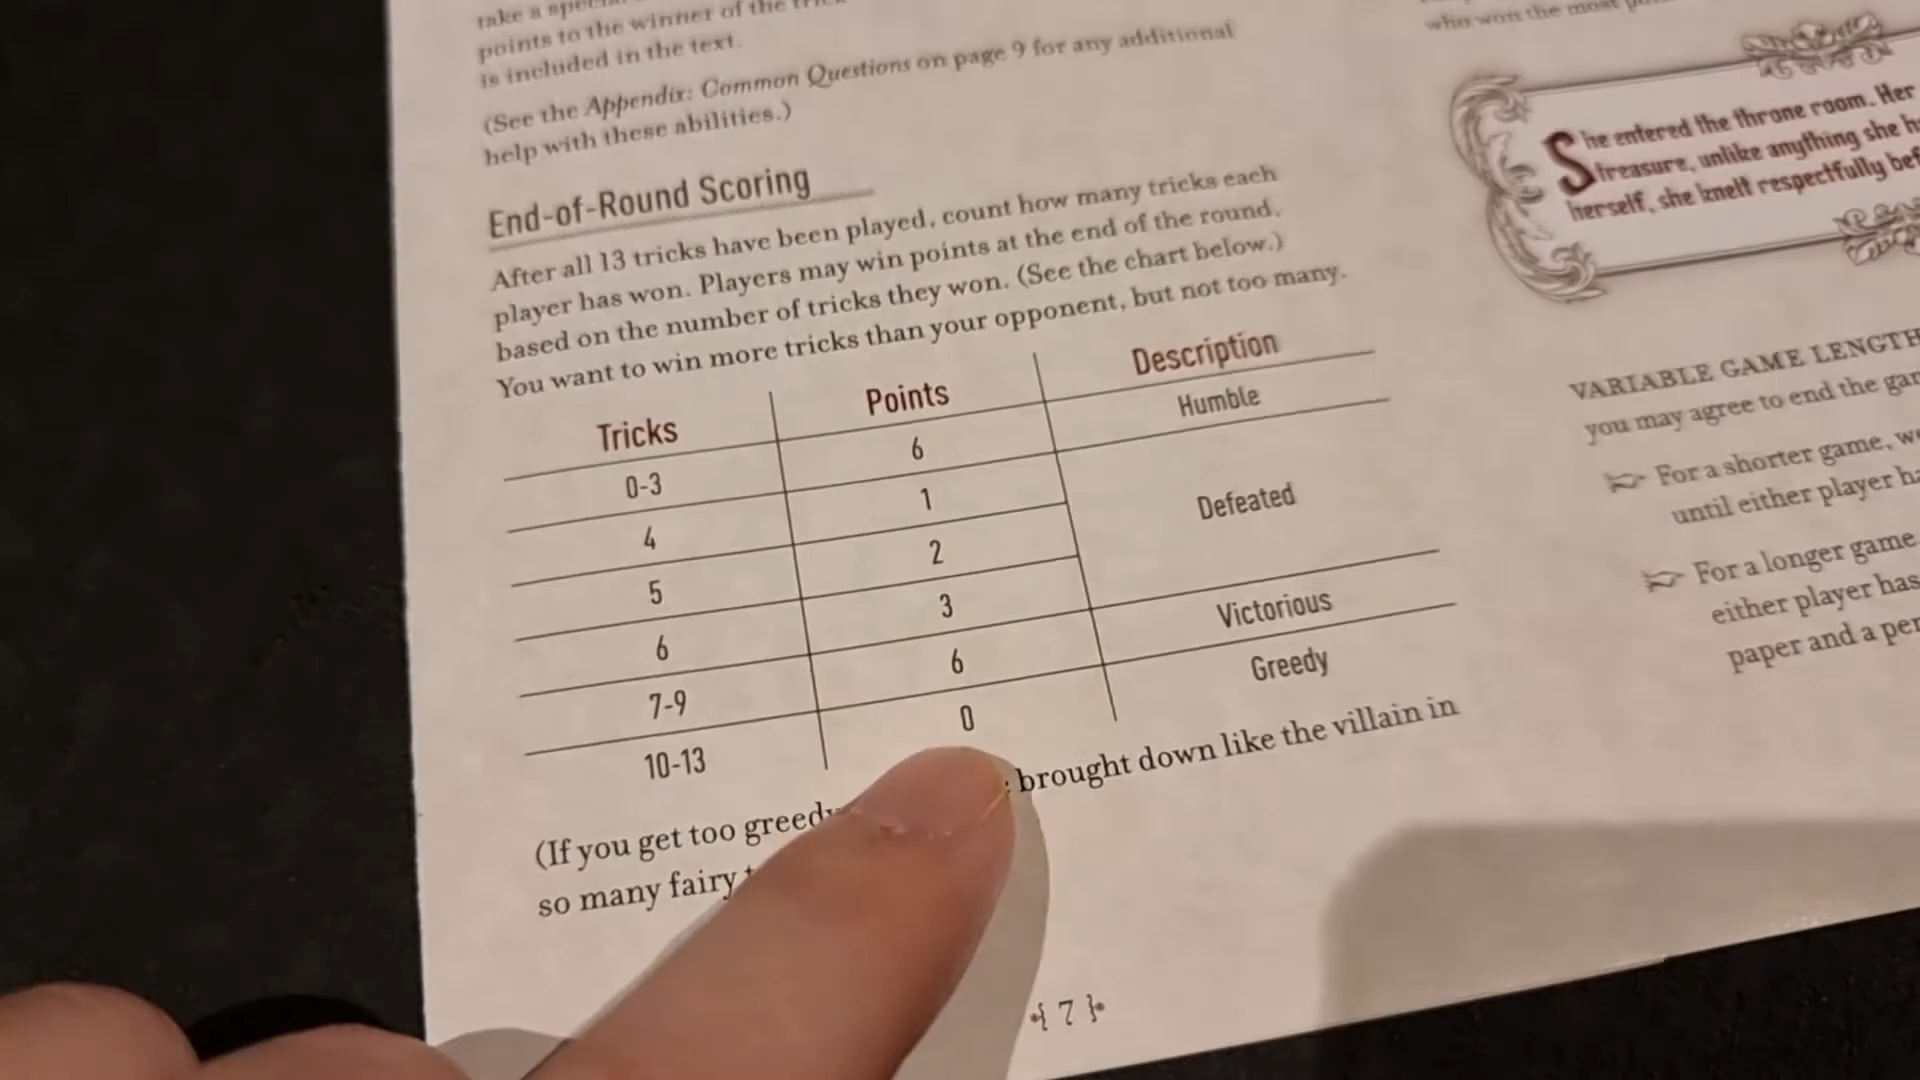 take a special
points to the winner of the trick
is included in the text.
(See the Appendix: Common Questions on page 9 for any additional
help with these abilities.)
End-of-Round Scoring
After all 13 tricks have been played, count how many tricks each
player has won. Players may win points at the end of the round,
based on the number of tricks they won. (See the chart below.)
You want to win more tricks than your opponent, but not too many.
Tricks Points Description
0-3 6 Humble
4 1 Defeated
5 2
6 3
7-9 6 Victorious
10-13 0 Greedy
(If you get too greedy brought down like the villain in
so many fairy
{ 7 }
who won the most
She entered the throne room. Her
treasure, unlike anything she
herself, she knelt respectfully
VARIABLE GAME LENGTH
you may agree to end the
For a shorter game,
until either player
For a longer game,
either player has
paper and a